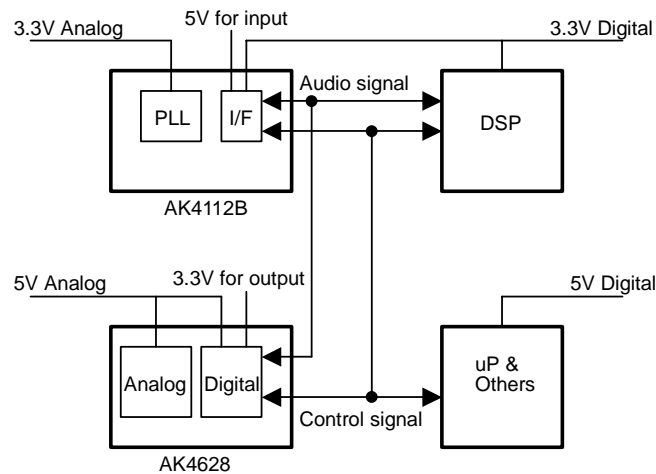 5V for input
3.3V Analog
3.3V Digital
Audio signal
PLL
I/F
DSP
AK4112B
3.3V for output
5V Analog
5V Digital
Analog
Digital
uP &
Others
Control signal
AK4628